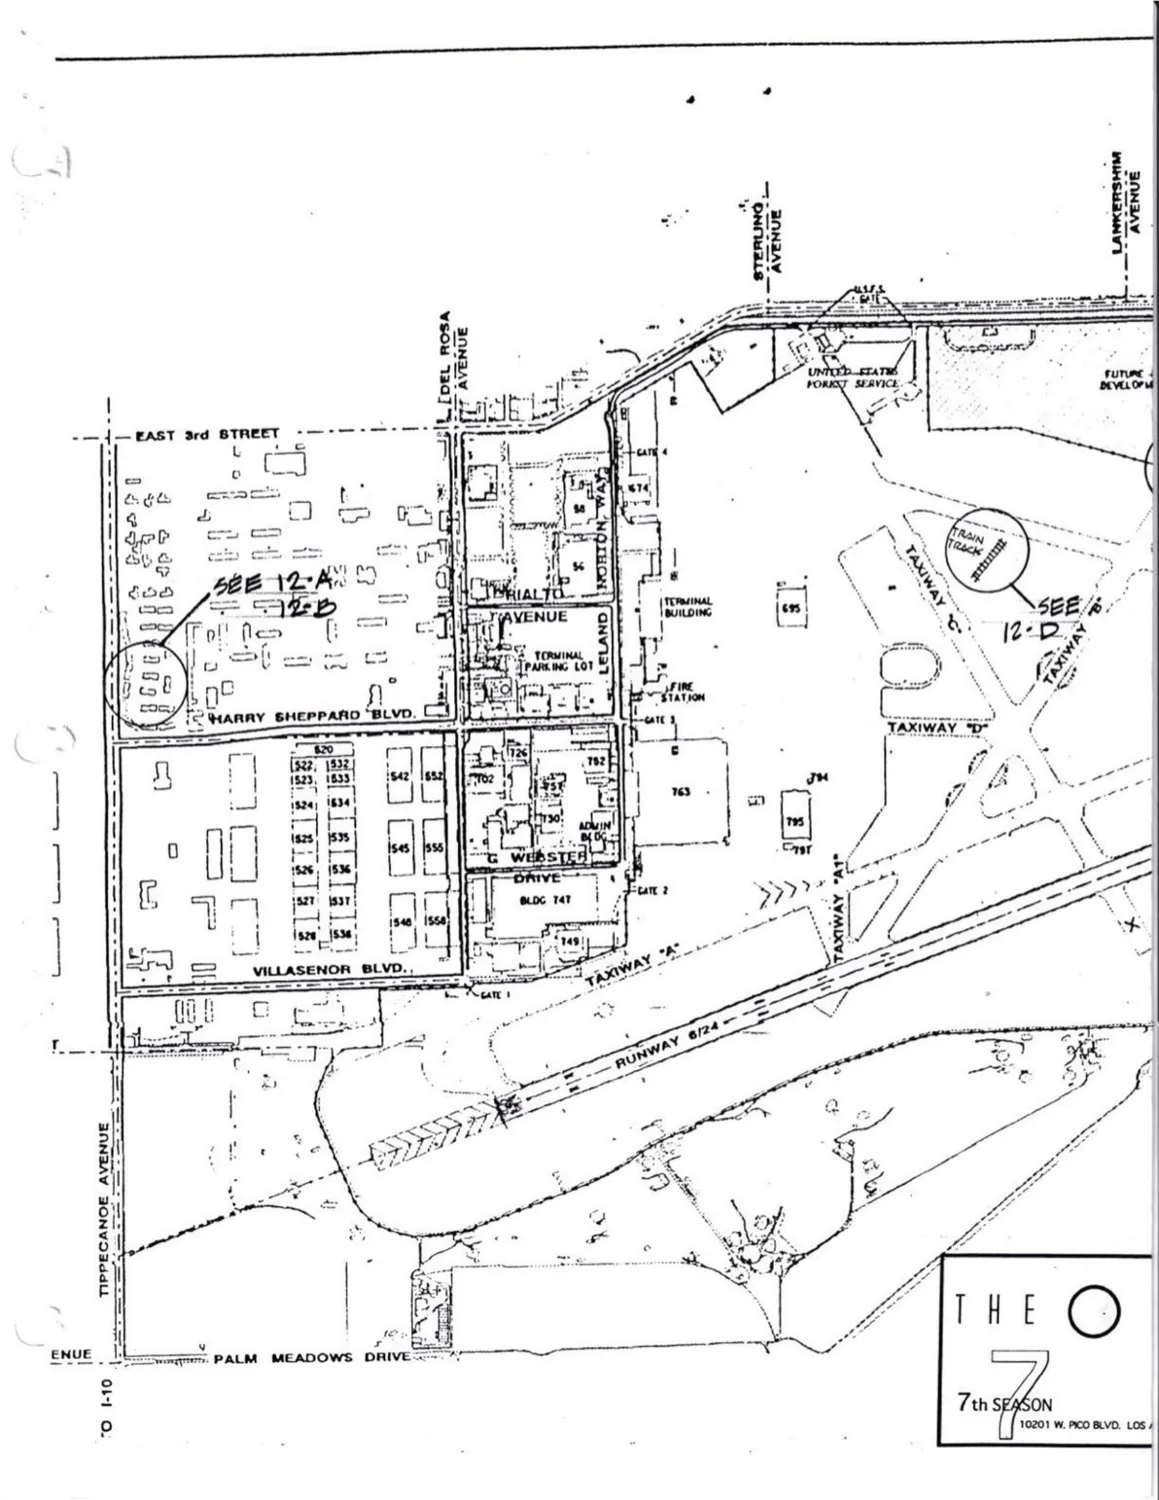 LANKERSHIM
AVENUE
STERLING
AVENUE
U.S.F.S.
GATE
DEL ROSA
AVENUE
UNITED STATES
FOREST SERVICE
FUTURE
DEVELOPM
EAST 3rd STREET
GATE 4
674
58
NORTON WAY
56
TRAIN
TRACK
TAXIWAY "C"
SEE 12-A
12-B
RIALTO
AVENUE
TERMINAL
BUILDING
695
SEE
12-D
TAXIWAY "B"
LELAND
TERMINAL
PARKING LOT
FIRE
STATION
HARRY SHEPPARD BLVD.
GATE 3
TAXIWAY "D"
520
522 532
523 533
524 534
525 535
526 536
527 537
528 538
542 552
545 555
548 558
726
702
752
757
730
763
794
795
797
ADMIN
BLDG
G WEBSTER
DRIVE
GATE 2
BLDG 747
749
TAXIWAY "A1"
TAXIWAY "A"
VILLASENOR BLVD.
GATE 1
RUNWAY 6/24
TIPPECANOE AVENUE
ENUE
PALM MEADOWS DRIVE
TO I-10
THE O
7
7th SEASON
10201 W. PICO BLVD. LOS A